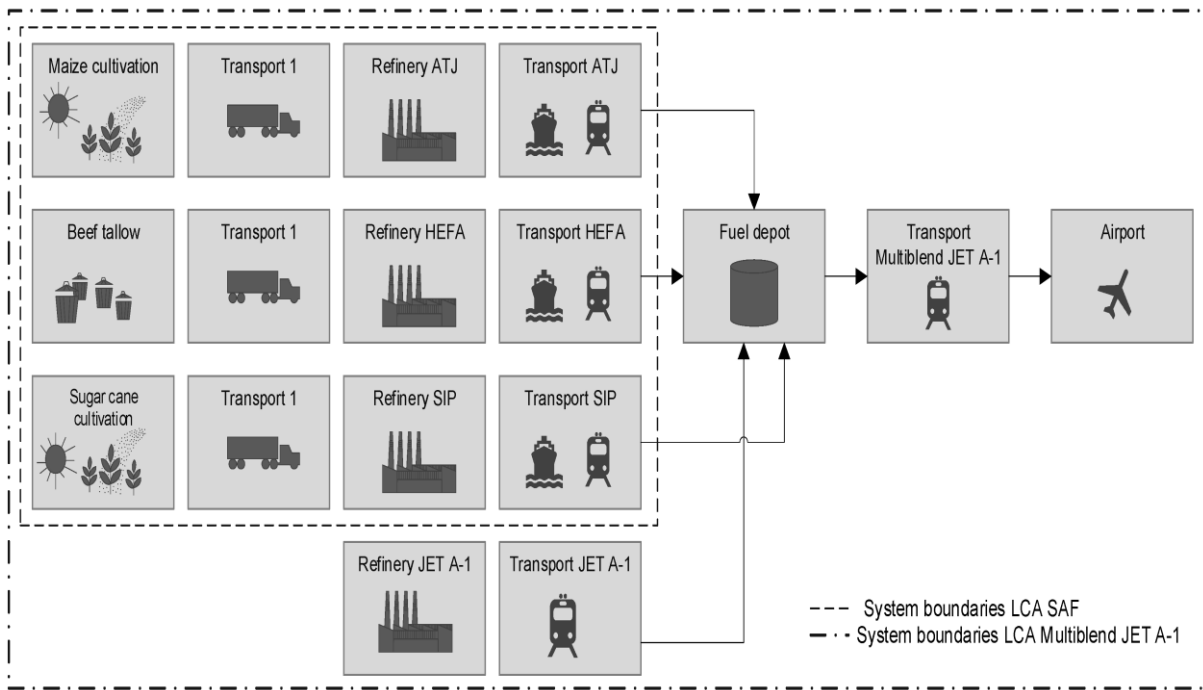 Maize cultivation
Transport 1
Refinery ATJ
Transport ATJ
Beef tallow
Transport 1
Refinery HEFA
Transport HEFA
Fuel depot
Transport
Multiblend JET A-1
Airport
Sugar cane
cultivation
Transport 1
Refinery SIP
Transport SIP
Refinery JET A-1
Transport JET A-1
System boundaries LCA SAF
System boundaries LCA Multiblend JET A-1